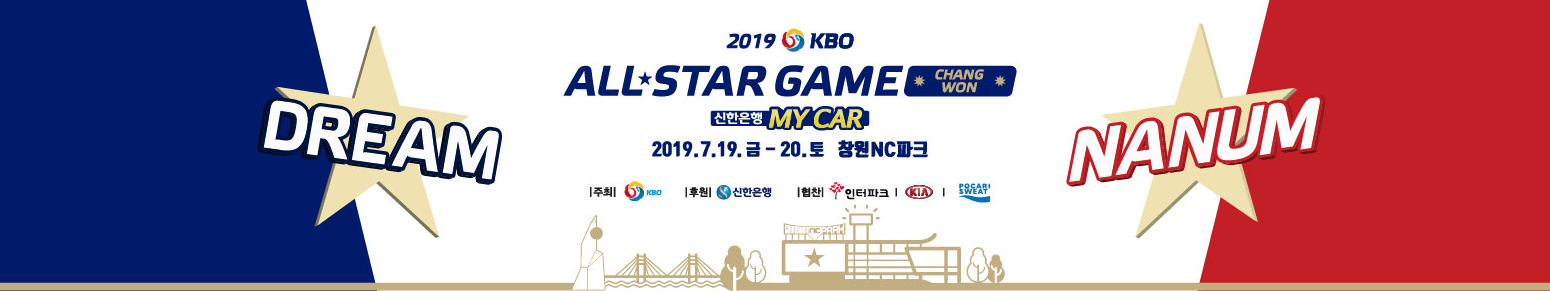 2019 KBO
ALL★STAR GAME CHANG WON
신한은행 MY CAR
2019.7.19.금 - 20.토 창원NC파크
DREAM
NANUM
|주최| KBO |후원| 신한은행 |협찬| 인터파크 | KIA | POCARI SWEAT